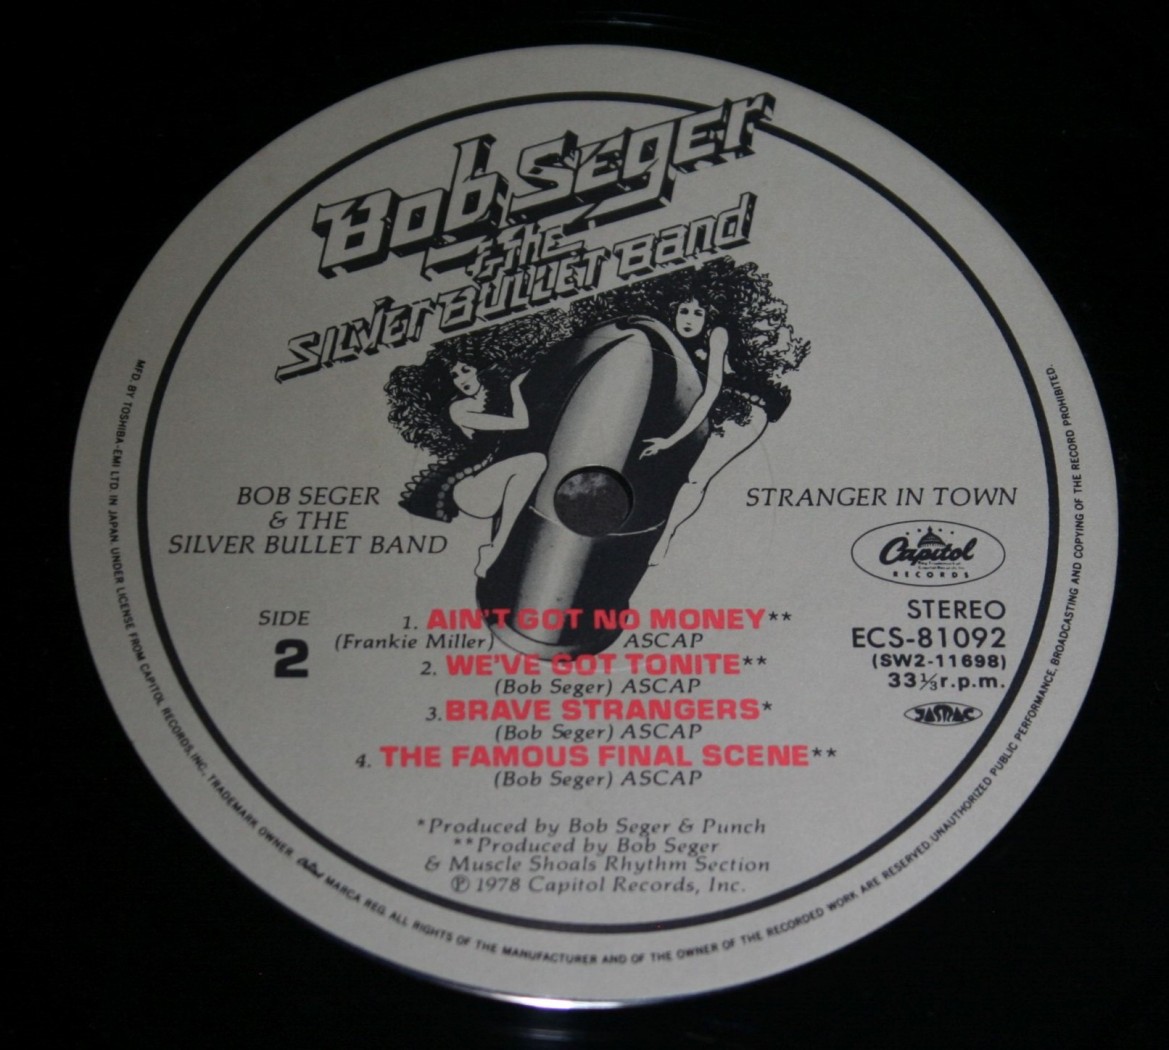 Bob Seger
& the
SILVER BULLET Band
BOB SEGER
& THE
SILVER BULLET BAND
STRANGER IN TOWN
Capitol
RECORDS
STEREO
ECS-81092
(SW2-11698)
33⅓r.p.m.
JASRAC
SIDE
2
1. AIN'T GOT NO MONEY**
(Frankie Miller) ASCAP
2. WE'VE GOT TONITE**
(Bob Seger) ASCAP
3. BRAVE STRANGERS*
(Bob Seger) ASCAP
4. THE FAMOUS FINAL SCENE**
(Bob Seger) ASCAP
*Produced by Bob Seger & Punch
**Produced by Bob Seger
& Muscle Shoals Rhythm Section
℗ 1978 Capitol Records, Inc.
MFD. BY TOSHIBA-EMI LTD. IN JAPAN. UNDER LICENSE FROM CAPITOL RECORDS, INC., TRADEMARK OWNER. Capitol MARCA REG. ALL RIGHTS OF THE MANUFACTURER AND OF THE OWNER OF THE RECORDED WORK ARE RESERVED. UNAUTHORIZED PUBLIC PERFORMANCE, BROADCASTING AND COPYING OF THE RECORD PROHIBITED.